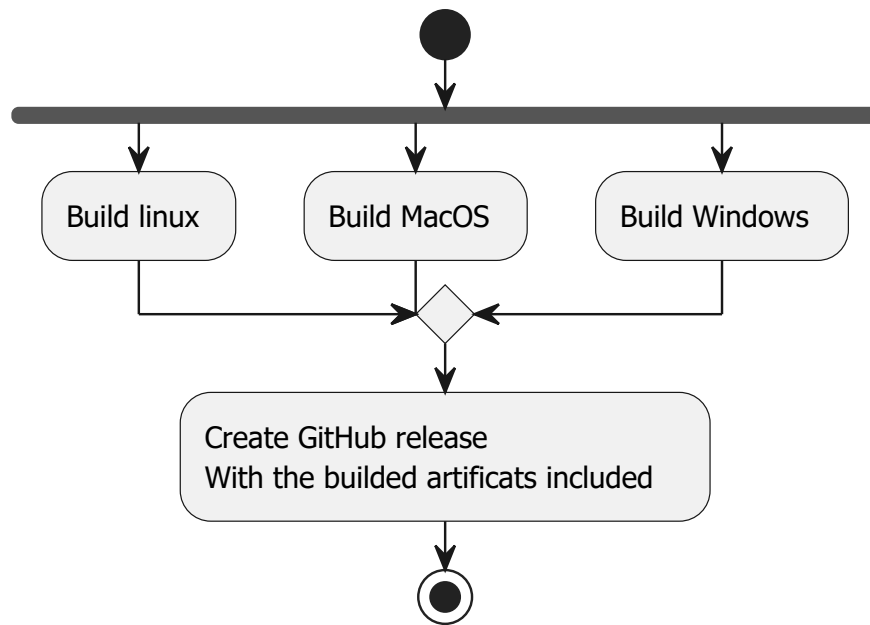 Build linux
Build MacOS
Build Windows
Create GitHub release
With the builded artificats included